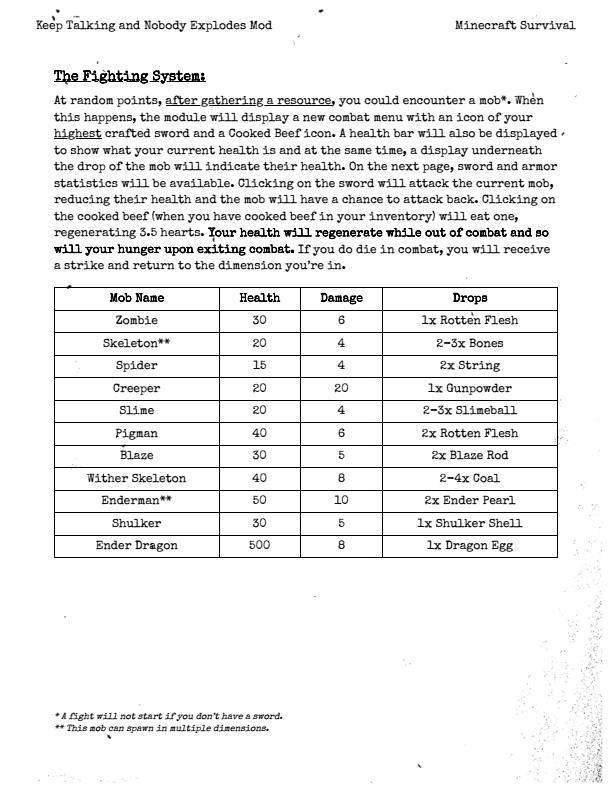 Keep Talking and Nobody Explodes Mod Minecraft Survival
The Fighting System:
At random points, after gathering a resource, you could encounter a mob*. When
this happens, the module will display a new combat menu with an icon of your
highest crafted sword and a Cooked Beef icon. A health bar will also be displayed
to show what your current health is and at the same time, a display underneath
the drop of the mob will indicate their health. On the next page, sword and armor
statistics will be available. Clicking on the sword will attack the current mob,
reducing their health and the mob will have a chance to attack back. Clicking on
the cooked beef (when you have cooked beef in your inventory) will eat one,
regenerating 3.5 hearts. Your health will regenerate while out of combat and so
will your hunger upon exiting combat. If you do die in combat, you will receive
a strike and return to the dimension you're in.
Mob Name Health Damage Drops
Zombie 30 6 1x Rotten Flesh
Skeleton** 20 4 2-3x Bones
Spider 15 4 2x String
Creeper 20 20 1x Gunpowder
Slime 20 4 2-3x Slimeball
Pigman 40 6 2x Rotten Flesh
Blaze 30 5 2x Blaze Rod
Wither Skeleton 40 8 2-4x Coal
Enderman** 50 10 2x Ender Pearl
Shulker 30 5 1x Shulker Shell
Ender Dragon 500 8 1x Dragon Egg
* A fight will not start if you don't have a sword.
** This mob can spawn in multiple dimensions.